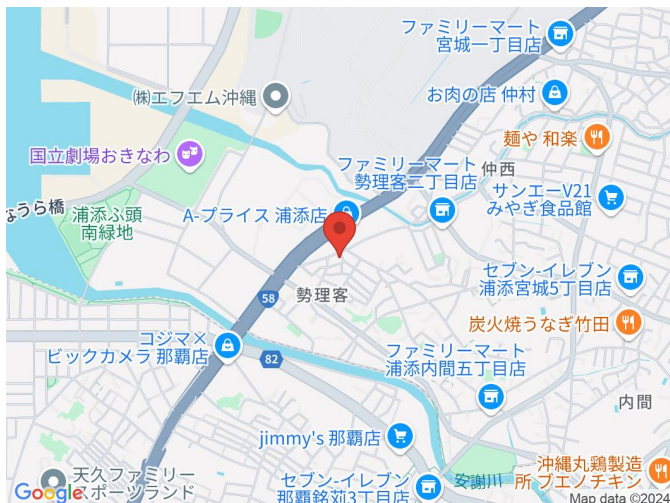 ファミリーマート
宮城一丁目店
㈱エフエム沖縄
お肉の店 仲村
麺や 和楽
国立劇場おきなわ
ファミリーマート
勢理客二丁目店
仲西
サンエーV21
みやぎ食品館
なうら橋
浦添ふ頭
南緑地
A-プライス 浦添店
セブン-イレブン
浦添宮城5丁目店
58
勢理客
炭火焼うなぎ竹田
コジマ×
ビックカメラ 那覇店
82
ファミリーマート
浦添内間五丁目店
内間
jimmy's 那覇店
天久ファミリー
スポーツランド
セブン-イレブン
那覇銘苅3丁目店
安謝川
沖縄丸鶏製造
所 ブエノチキン
Google
Map data ©2024